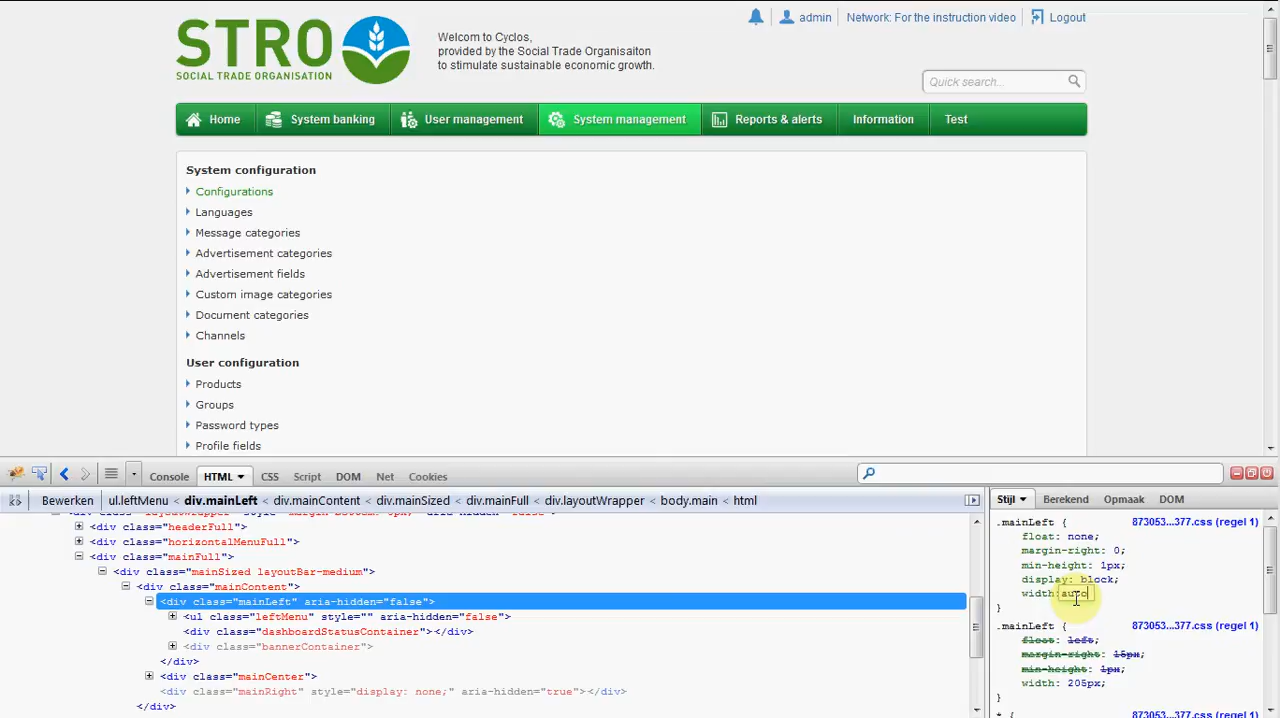 admin
Network: For the instruction video
Logout
STRO
SOCIAL TRADE ORGANISATION
Welcome to Cyclos,
provided by the Social Trade Organisaiton
to stimulate sustainable economic growth.
Quick search...
Home
System banking
User management
System management
Reports & alerts
Information
Test
System configuration
Configurations
Languages
Message categories
Advertisement categories
Advertisement fields
Custom image categories
Document categories
Channels
User configuration
Products
Groups
Password types
Profile fields
Console
HTML
CSS
Script
DOM
Net
Cookies
Bewerken
ul.leftMenu < div.mainLeft < div.mainContent < div.mainSized < div.mainFull < div.layoutWrapper < body.main < html
<div class="headerFull">
<div class="horizontalMenuFull">
<div class="mainFull">
<div class="mainSized layoutBar-medium">
<div class="mainContent">
<div class="mainLeft" aria-hidden="false">
<ul class="leftMenu" style="" aria-hidden="false">
<div class="dashboardStatusContainer"></div>
<div class="bannerContainer">
</div>
<div class="mainCenter">
<div class="mainRight" style="display: none;" aria-hidden="true"></div>
</div>
Stijl
Berekend
Opmaak
DOM
.mainLeft {
873053...377.css (regel 1)
float: none;
margin-right: 0;
min-height: 1px;
display: block;
width: auto
}
.mainLeft {
873053...377.css (regel 1)
float: left;
margin-right: 15px;
min-height: 1px;
width: 205px;
}
* {